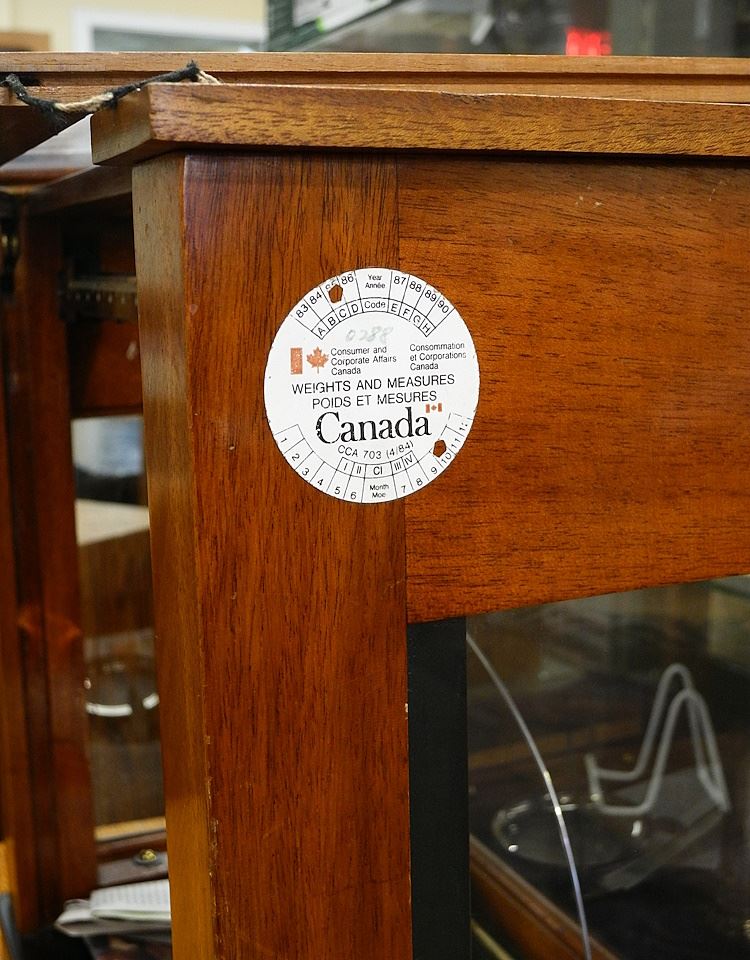 83 84 85 86 Year 87 88 89 90
Année
A B C D Code E F G H
0288
Consumer and
Corporate Affairs
Canada
Consommation
et Corporations
Canada
WEIGHTS AND MEASURES
POIDS ET MESURES
Canada
CCA 703 (4/84)
I II CI III IV
1 2 3 4 5 6 Month 7 8 9 10 11
Moe